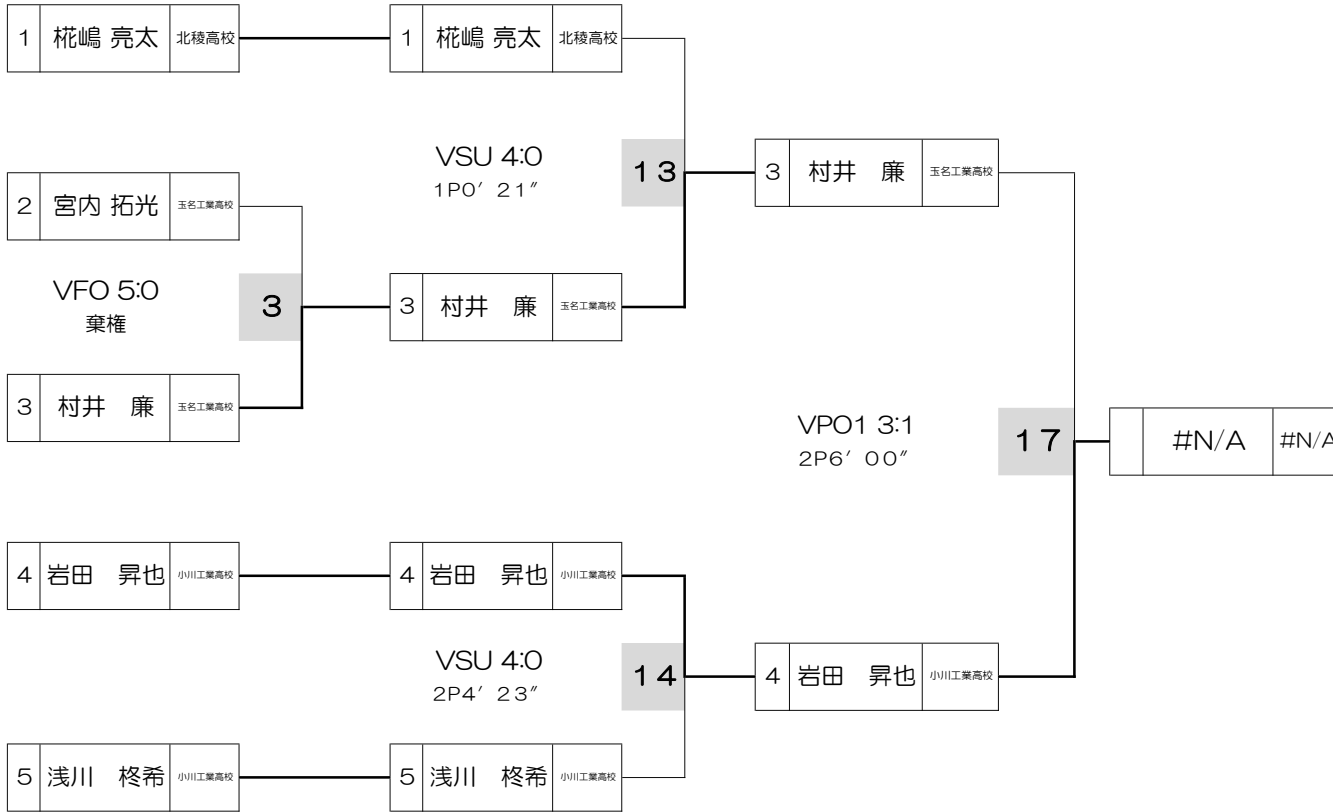 1 椛嶋 亮太 北稜高校
1 椛嶋 亮太 北稜高校
VSU 4:0
1P0′ 21″
13
3 村井　廉 玉名工業高校
2 宮内 拓光 玉名工業高校
VFO 5:0
棄権
3
3 村井　廉 玉名工業高校
3 村井　廉 玉名工業高校
VPO1 3:1
2P6′ 00″
17
#N/A #N/A
4 岩田　昇也 小川工業高校
4 岩田　昇也 小川工業高校
VSU 4:0
2P4′ 23″
14
4 岩田　昇也 小川工業高校
5 浅川　柊希 小川工業高校
5 浅川　柊希 小川工業高校